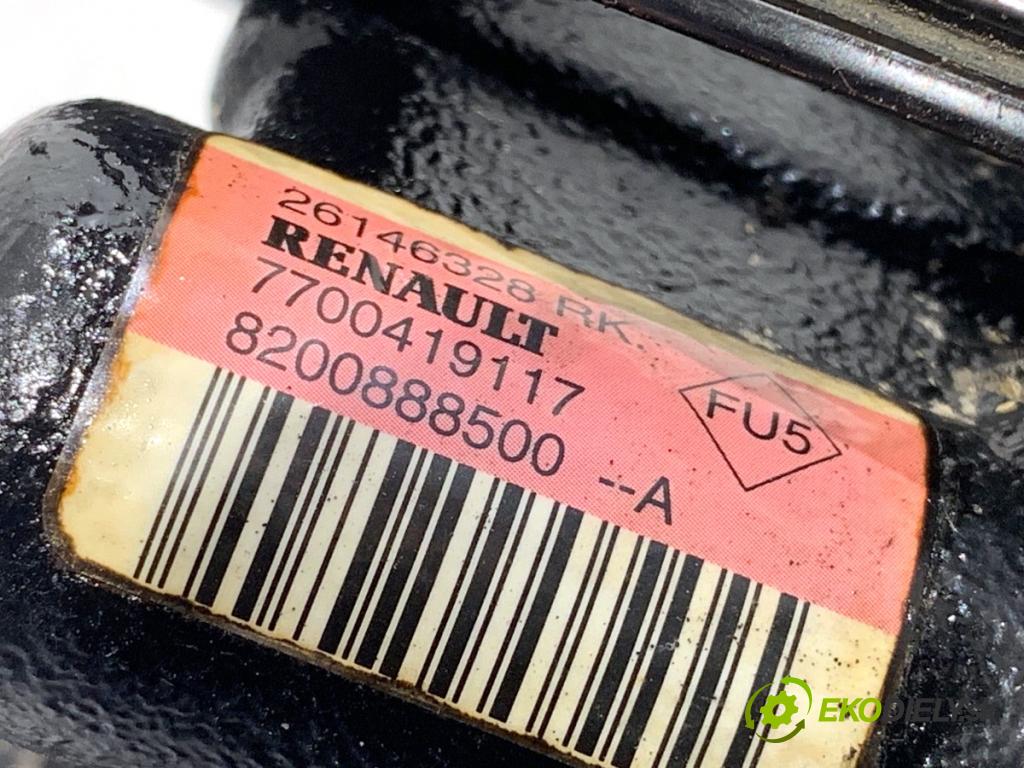 26146328 RK.
RENAULT
7700419117
8200888500 --A
FU5
EKODIELY